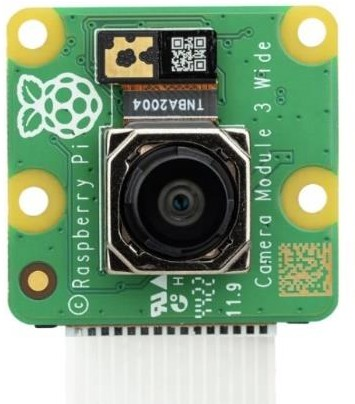 TNBA2004
© Raspberry Pi
Camera Module 3 Wide
11.9